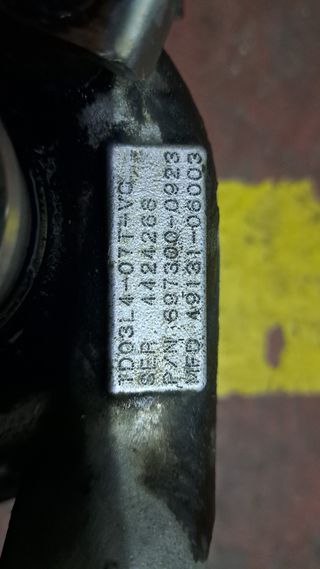 TD03L4-07T-VG
SER 4424268
P/N 697300-0923
MFD 49131-06003